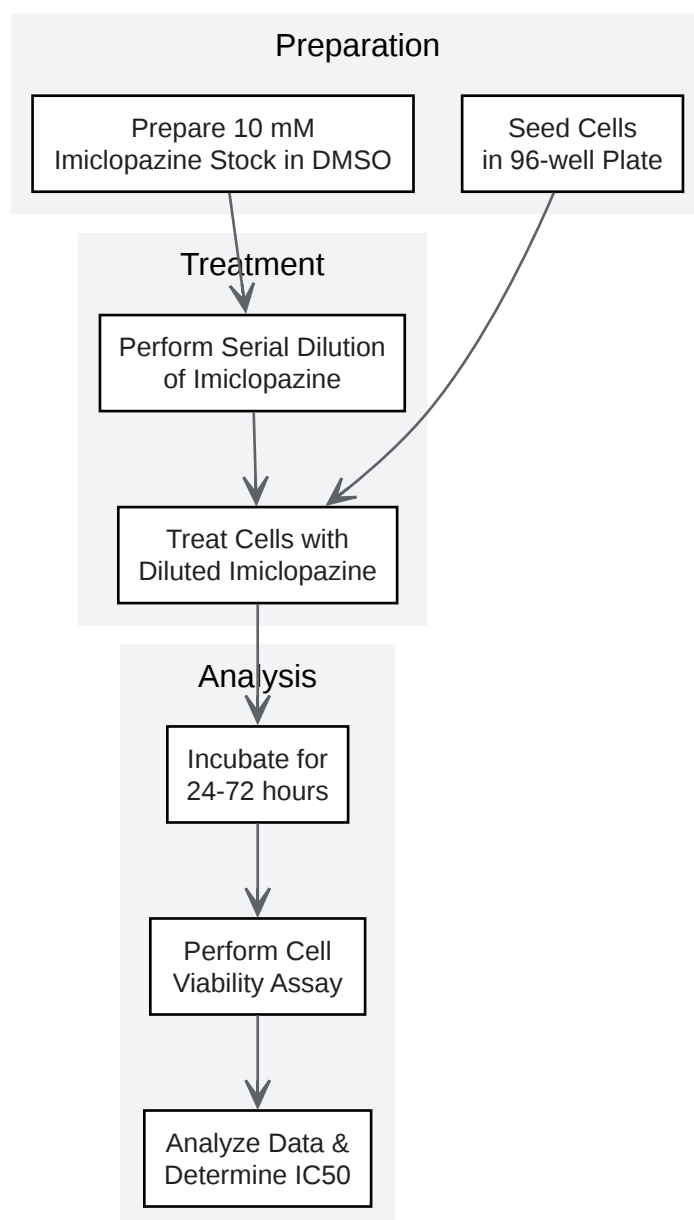 Preparation
Prepare 10 mM
Imiclopazine Stock in DMSO
Seed Cells
in 96-well Plate
Treatment
Perform Serial Dilution
of Imiclopazine
Treat Cells with
Diluted Imiclopazine
Analysis
Incubate for
24-72 hours
Perform Cell
Viability Assay
Analyze Data &
Determine IC50